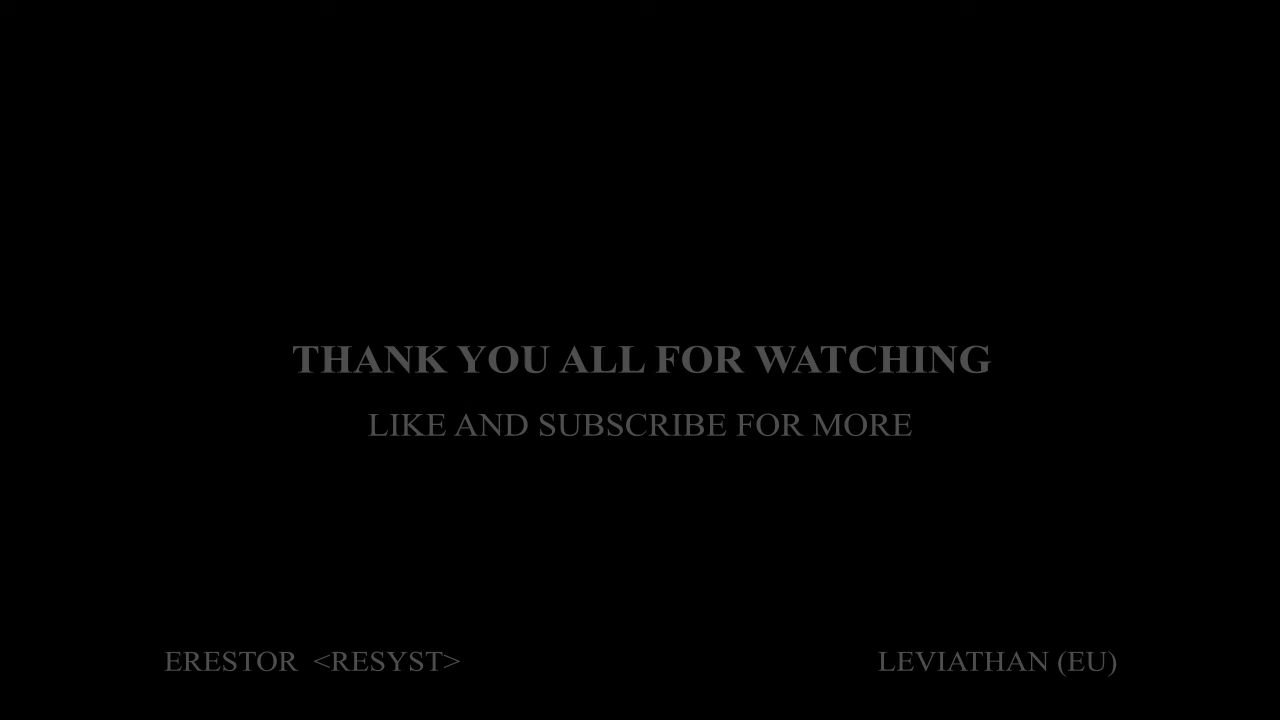 THANK YOU ALL FOR WATCHING
LIKE AND SUBSCRIBE FOR MORE
ERESTOR <RESYST>
LEVIATHAN (EU)